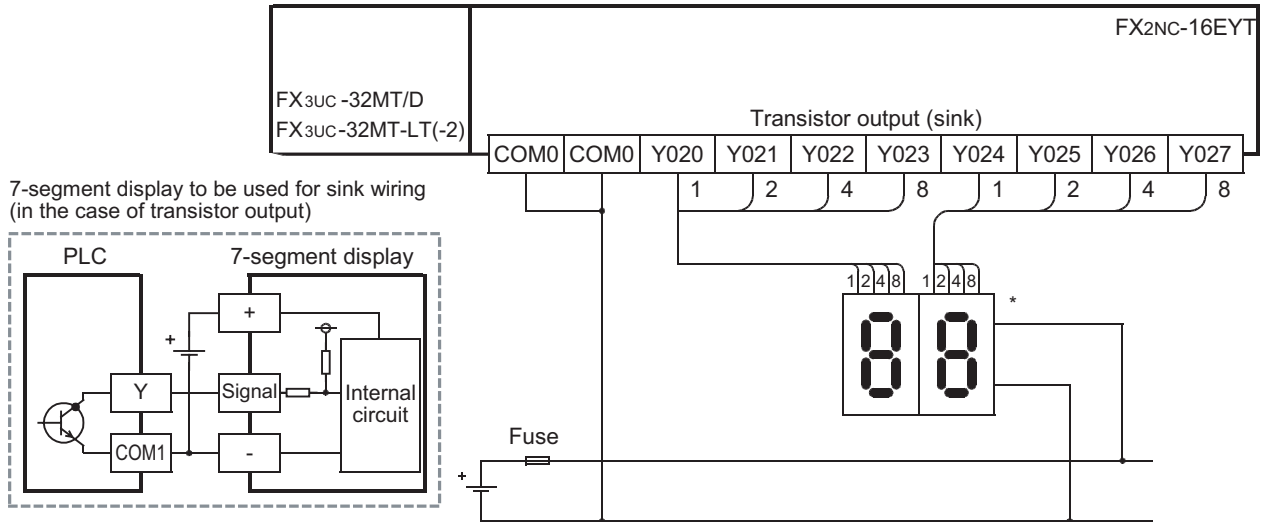 FX2NC-16EYT
FX3UC -32MT/D
FX3UC-32MT-LT(-2)
Transistor output (sink)
COM0 COM0 Y020 Y021 Y022 Y023 Y024 Y025 Y026 Y027
1 2 4 8 1 2 4 8
7-segment display to be used for sink wiring
(in the case of transistor output)
PLC 7-segment display
+
+
Y Signal Internal
circuit
COM1 -
1 2 4 8 1 2 4 8
*
88
Fuse
+